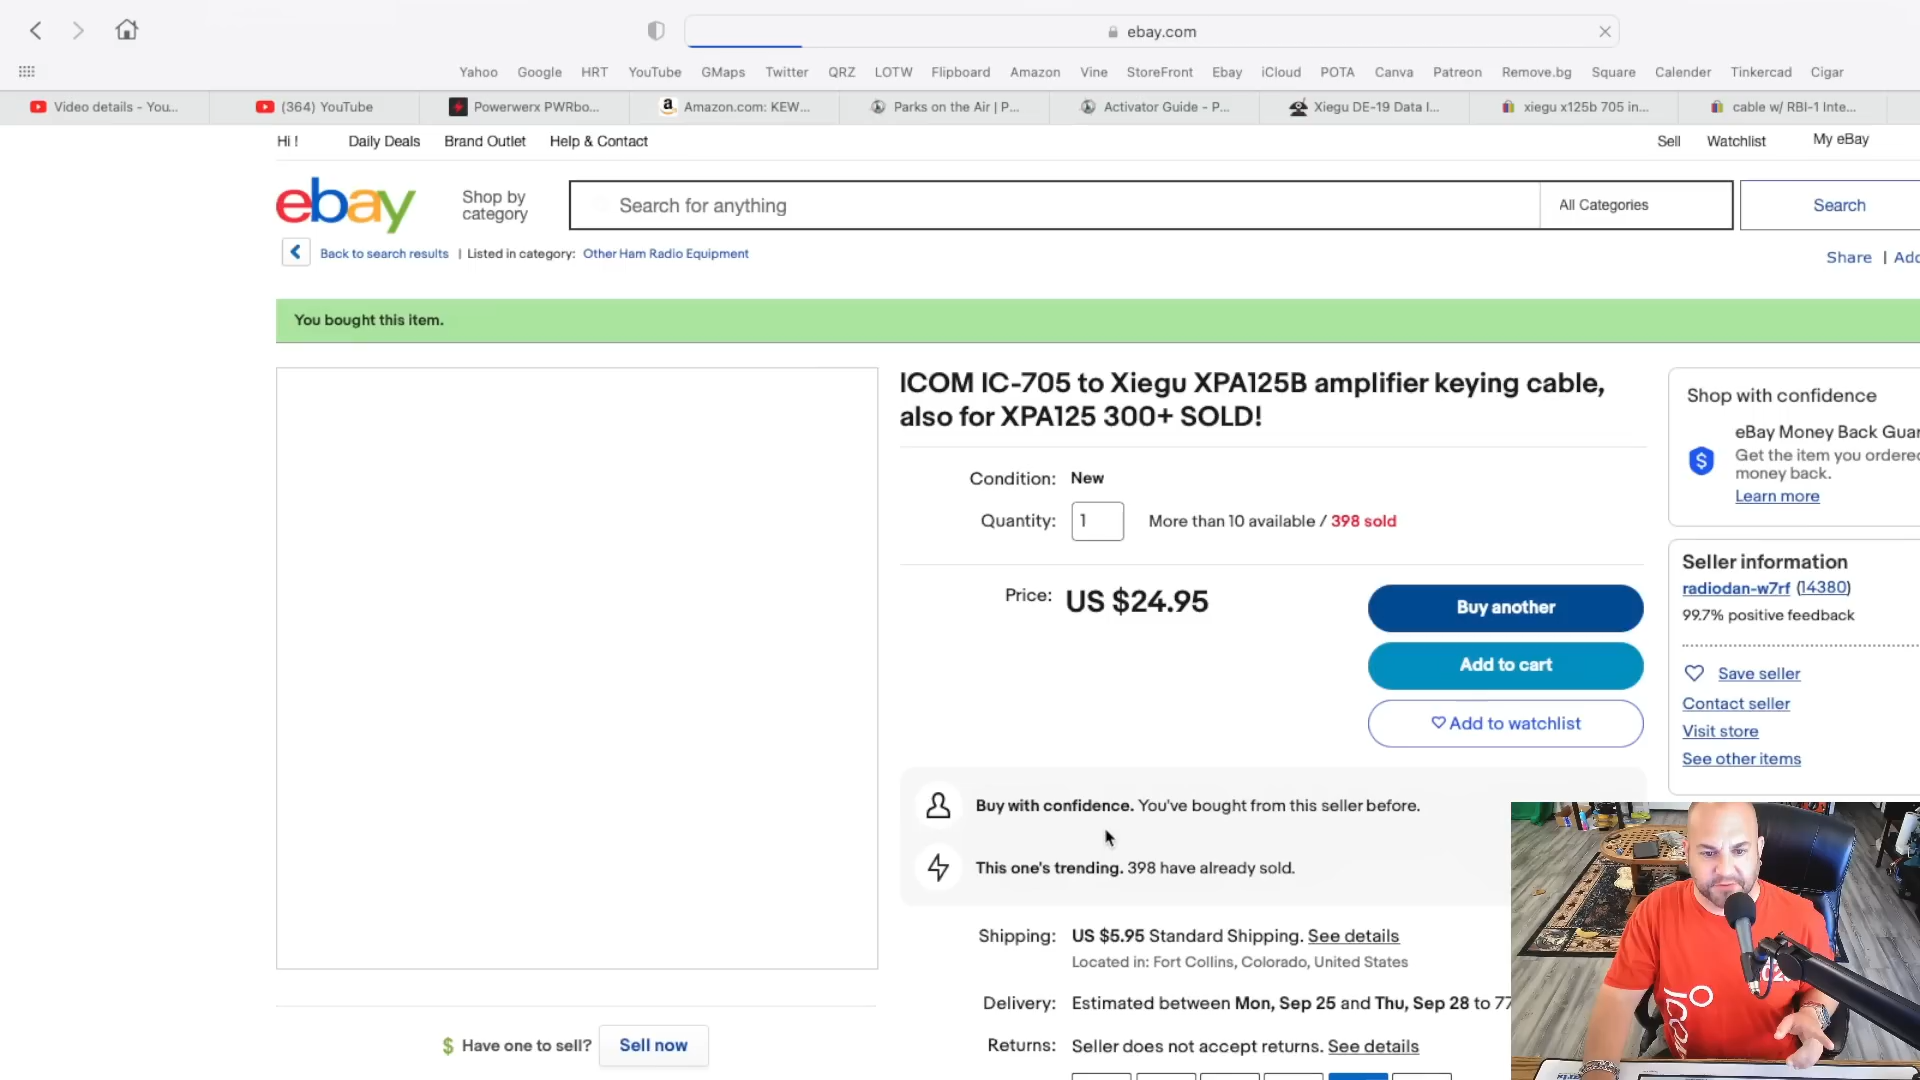 ebay.com
Yahoo Google HRT YouTube GMaps Twitter QRZ LOTW Flipboard Amazon Vine StoreFront Ebay iCloud POTA Canva Patreon Remove.bg Square Calender Tinkercad Cigar
Video details - You... (364) YouTube Powerwerx PWRbo... Amazon.com: KEW... Parks on the Air | P... Activator Guide - P... Xiegu DE-19 Data I... xiegu x125b 705 in... cable w/ RBI-1 Inte...
Hi ! Daily Deals Brand Outlet Help & Contact Sell Watchlist My eBay
ebay Shop by category Search for anything All Categories Search
Back to search results | Listed in category: Other Ham Radio Equipment
Share | Add
You bought this item.
ICOM IC-705 to Xiegu XPA125B amplifier keying cable,
also for XPA125 300+ SOLD!
Condition: New
Quantity: 1 More than 10 available / 398 sold
Price: US $24.95
Buy another
Add to cart
Add to watchlist
Buy with confidence. You've bought from this seller before.
This one's trending. 398 have already sold.
Shipping: US $5.95 Standard Shipping. See details
Located in: Fort Collins, Colorado, United States
Delivery: Estimated between Mon, Sep 25 and Thu, Sep 28 to 77
Returns: Seller does not accept returns. See details
Shop with confidence
eBay Money Back Guar
Get the item you ordered
money back.
Learn more
Seller information
radiodan-w7rf (14380)
99.7% positive feedback
Save seller
Contact seller
Visit store
See other items
$ Have one to sell? Sell now
Icom